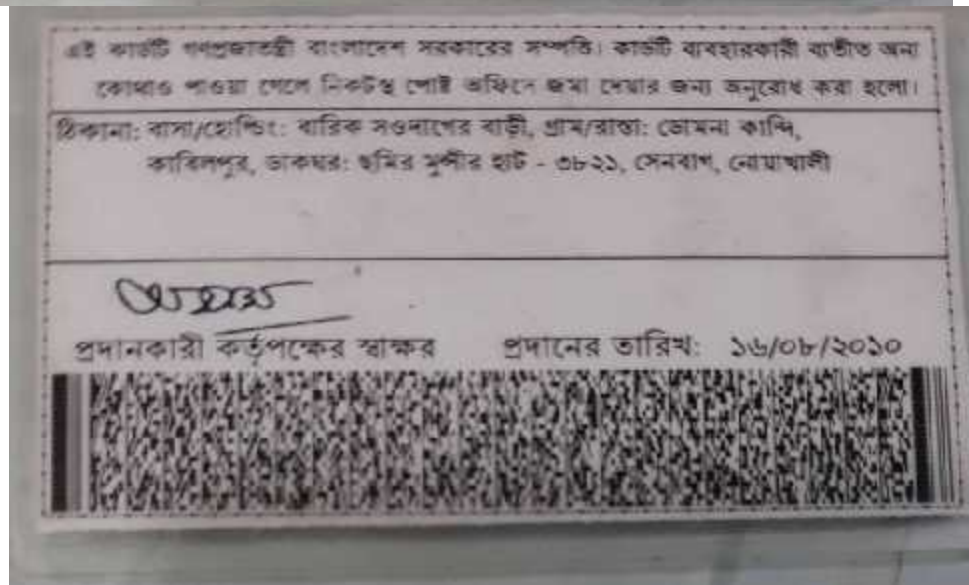 এই কার্ডটি গণপ্রজাতন্ত্রী বাংলাদেশ সরকারের সম্পত্তি। কার্ডটি ব্যবহারকারী ব্যতীত অন্য
কোথাও পাওয়া গেলে নিকটস্থ পোষ্ট অফিসে জমা দেয়ার জন্য অনুরোধ করা হলো।
ঠিকানা: বাসা/হোল্ডিং: বারিক সওদাগের বাড়ী, গ্রাম/রাস্তা: কান্দি,
কাবিলপুর, ডাকঘর: ছমির মুন্সীর হাট - ৩৮২১, সেনবাগ, নোয়াখালী
প্রদানকারী কর্তৃপক্ষের স্বাক্ষর প্রদানের তারিখ: ১৬/০৮/২০১০